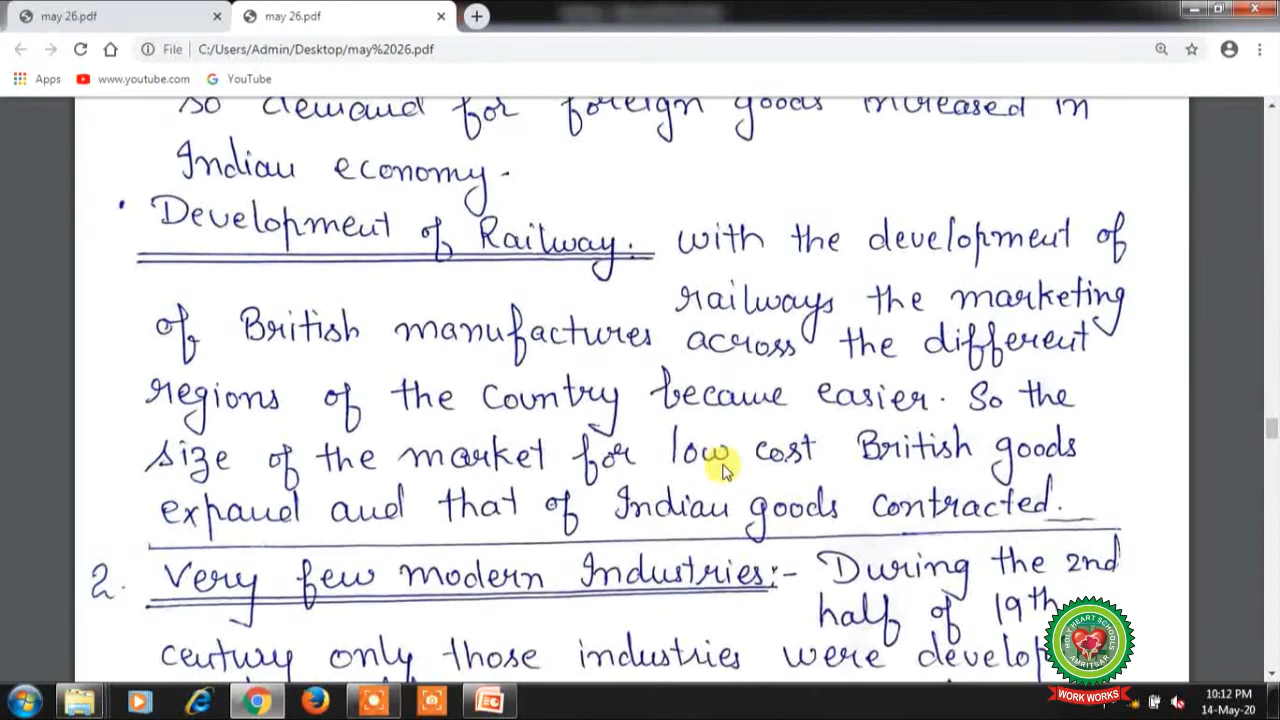 may 26.pdf
may 26.pdf
File C:/Users/Admin/Desktop/may%2026.pdf
Apps www.youtube.com YouTube
so demand for foreign goods increased in
Indian economy.
Development of Railway. with the development of
railways the marketing
of British manufactures across the different
regions of the country became easier. So the
size of the market for low cost British goods
expand and that of Indian goods contracted.
2. Very few modern Industries:- During the 2nd
half of 19th
century only those industries were develop
HOLY HEART SCHOOLS
AMRITSAR
WORK WORKS
10:12 PM
14-May-20